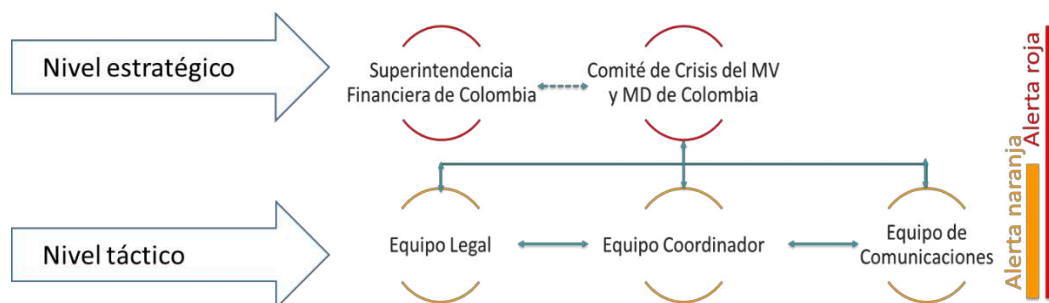 Nivel estratégico
Superintendencia
Financiera de Colombia
Comité de Crisis del MV
y MD de Colombia
Nivel táctico
Equipo Legal
Equipo Coordinador
Equipo de
Comunicaciones
Alerta naranja
Alerta roja